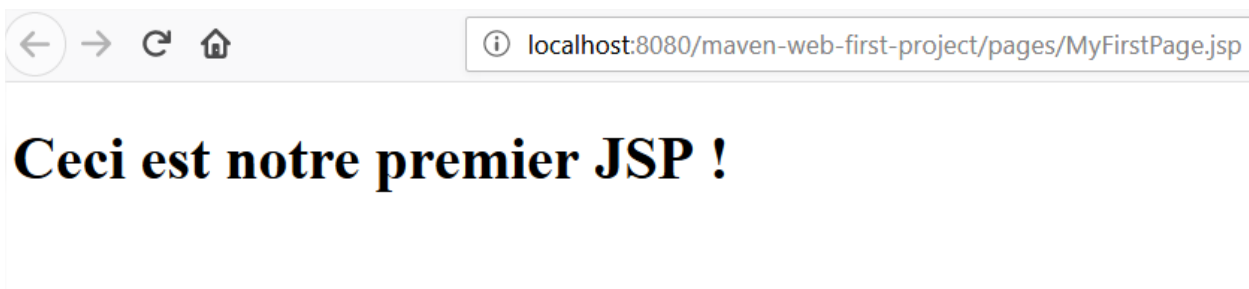 localhost:8080/maven-web-first-project/pages/MyFirstPage.jsp
Ceci est notre premier JSP !